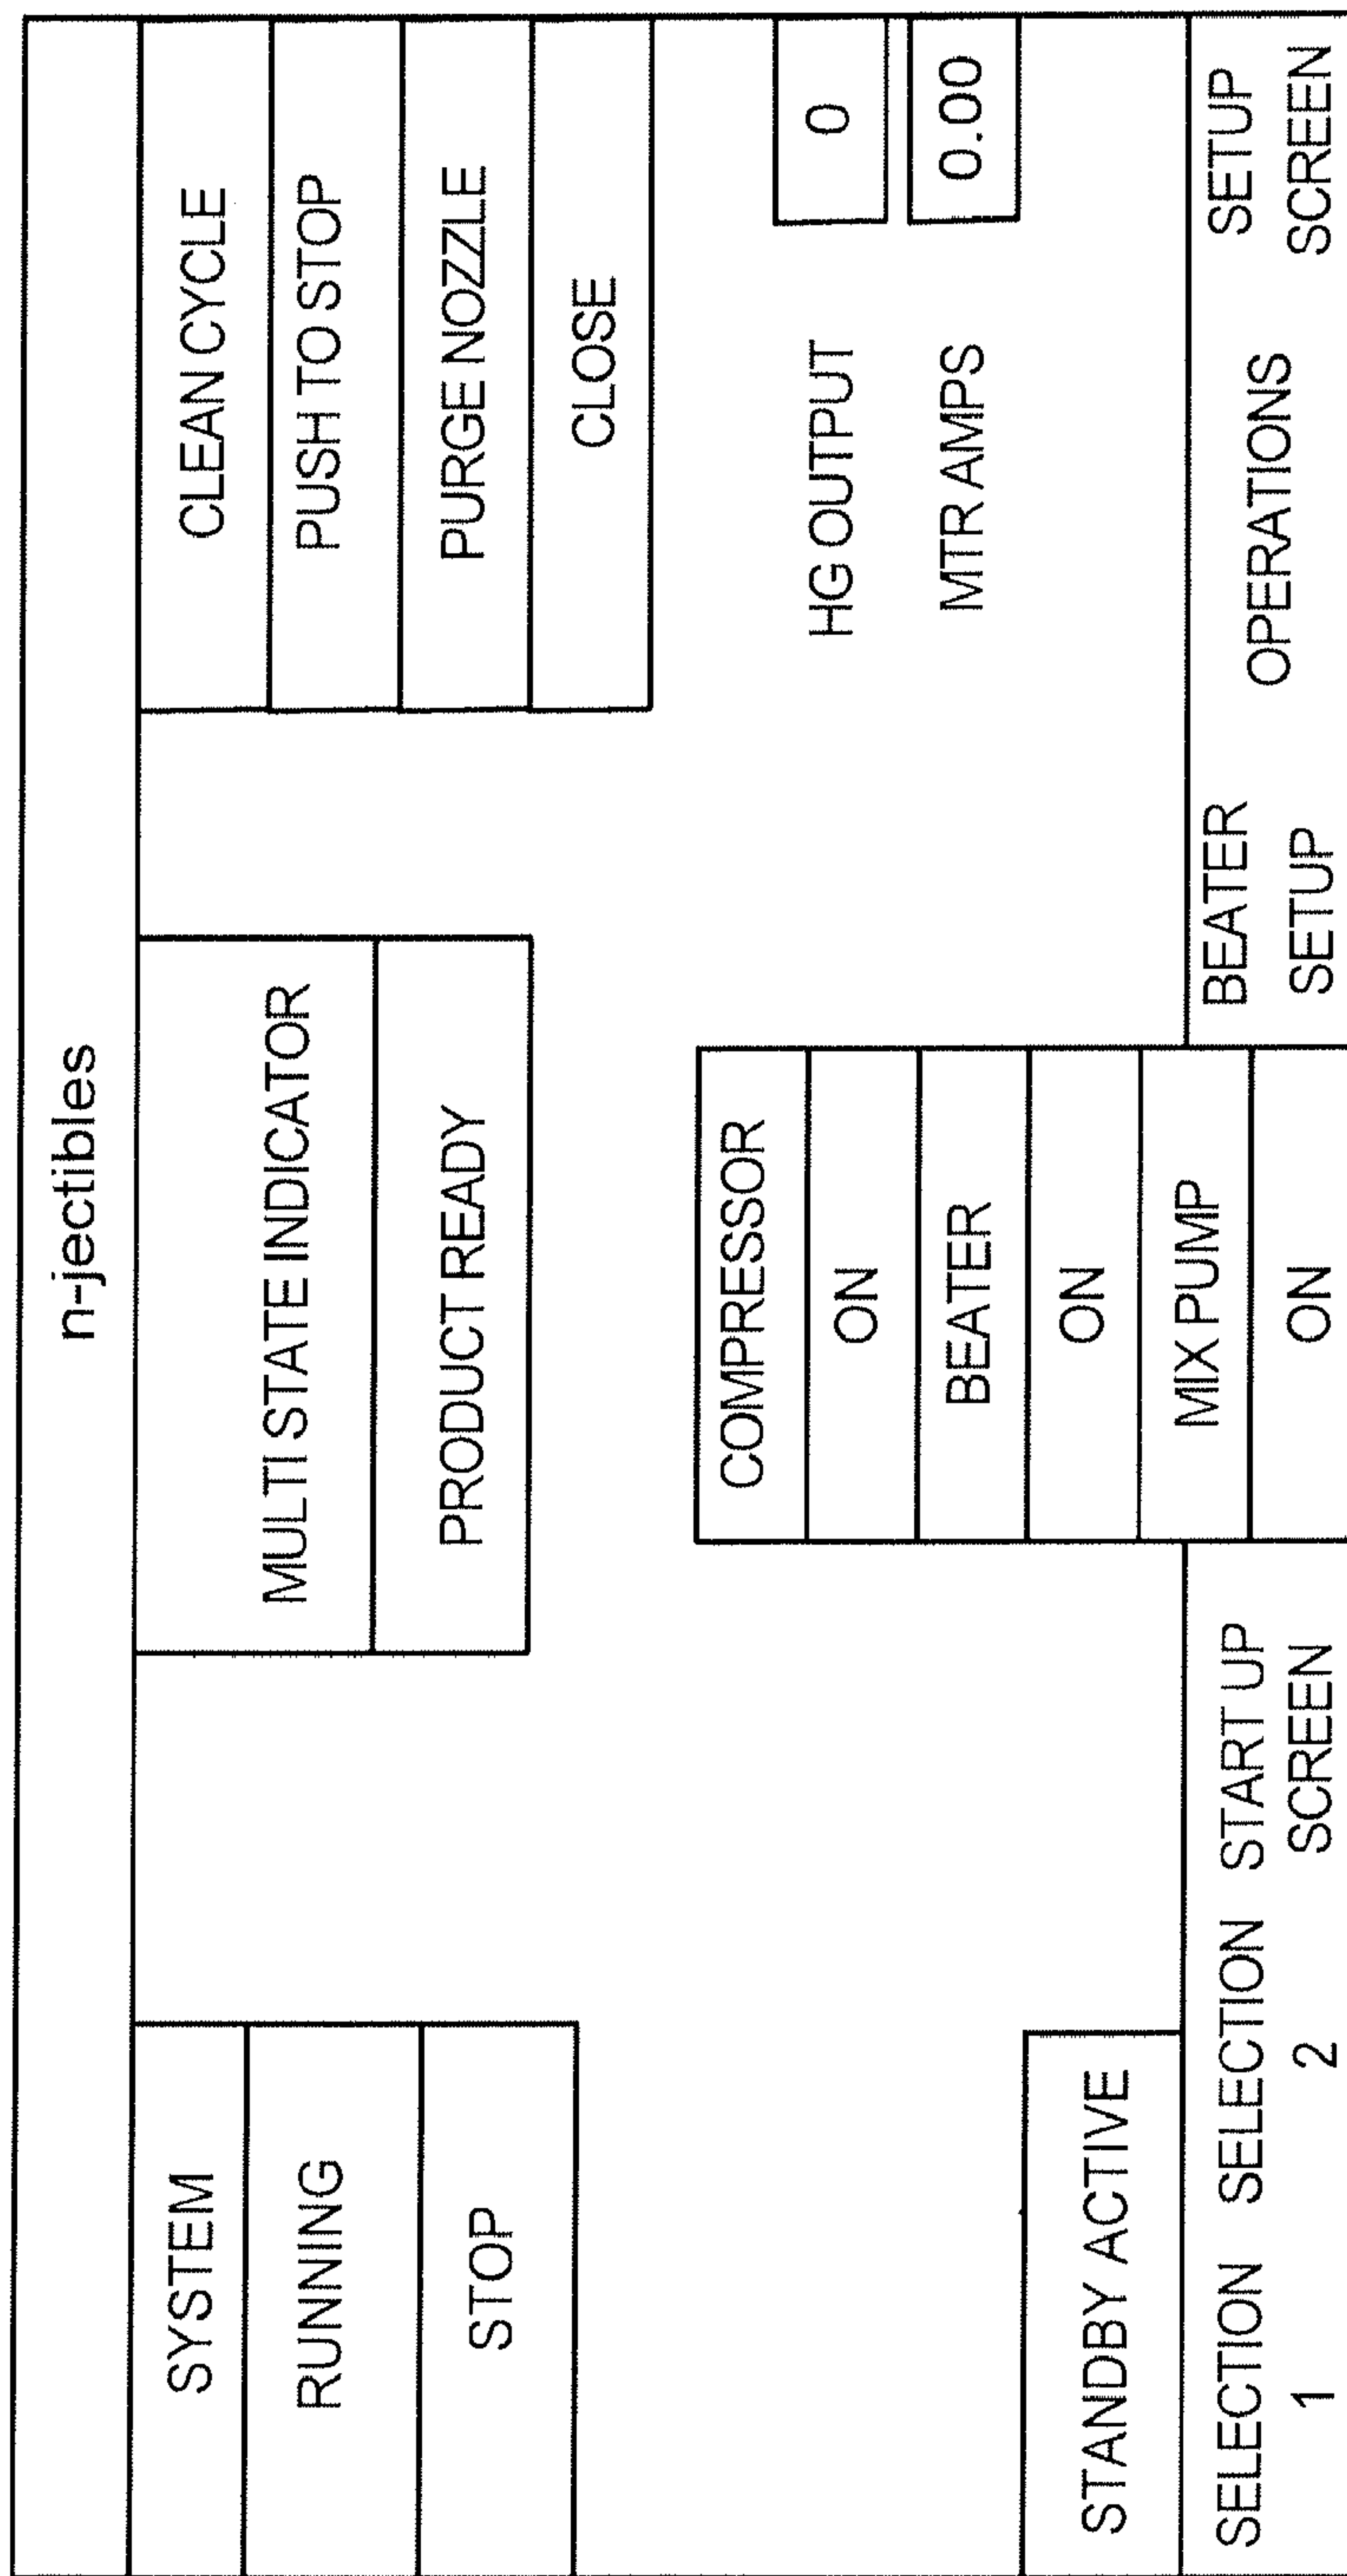 n-jectibles
SYSTEM
RUNNING
STOP
MULTI STATE INDICATOR
PRODUCT READY
CLEAN CYCLE
PUSH TO STOP
PURGE NOZZLE
CLOSE
COMPRESSOR
ON
BEATER
ON
MIX PUMP
ON
HG OUTPUT 0
MTR AMPS 0.00
STANDBY ACTIVE
SELECTION
1
SELECTION
2
START UP
SCREEN
BEATER
SETUP
OPERATIONS
SETUP
SCREEN